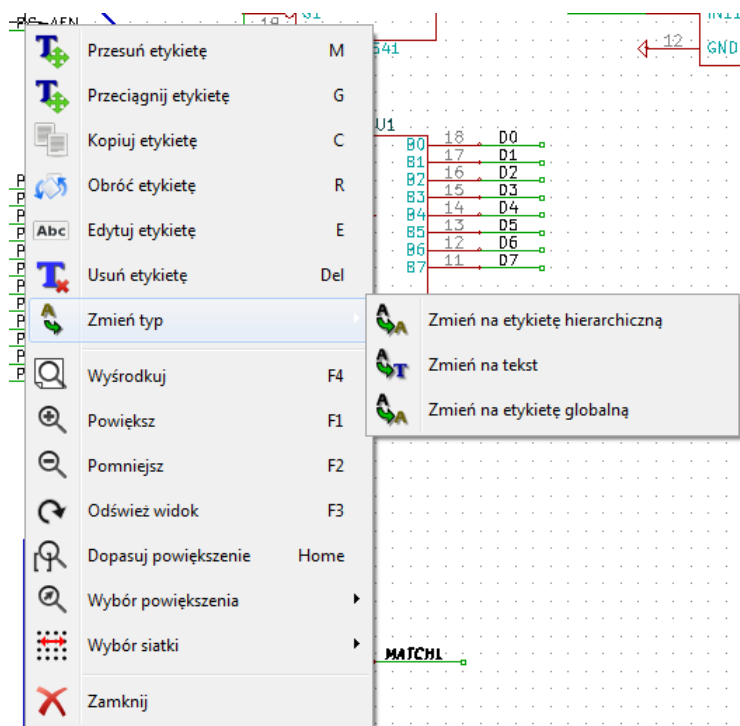 Przesuń etykietę M
Przeciągnij etykietę G
Kopiuj etykietę C
Obróć etykietę R
Abc Edytuj etykietę E
Usuń etykietę Del
Zmień typ
Wyśrodkuj F4
Powiększ F1
Pomniejsz F2
Odśwież widok F3
Dopasuj powiększenie Home
Wybór powiększenia
Wybór siatki
Zamknij
Zmień na etykietę hierarchiczną
Zmień na tekst
Zmień na etykietę globalną
12 GND
U1
B0 18 D0
B1 17 D1
B2 16 D2
B3 15 D3
B4 14 D4
B5 13 D5
B6 12 D6
B7 11 D7
MATCH1